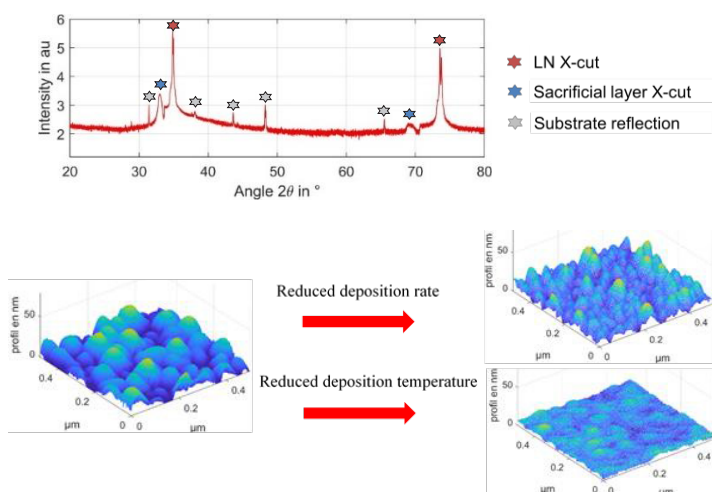 6
5
4
3
2
Intensity in au
20
30
40
50
60
70
80
Angle 2θ in °
LN X-cut
Sacrificial layer X-cut
Substrate reflection
profil en nm
50
0
0.4
0.2
0
µm
0
0.2
0.4
µm
Reduced deposition rate
Reduced deposition temperature
profil en nm
50
0
0.4
0.2
0
µm
0
0.2
0.4
µm
profil en nm
50
0
0.4
0.2
µm
0
0
0.2
0.4
µm